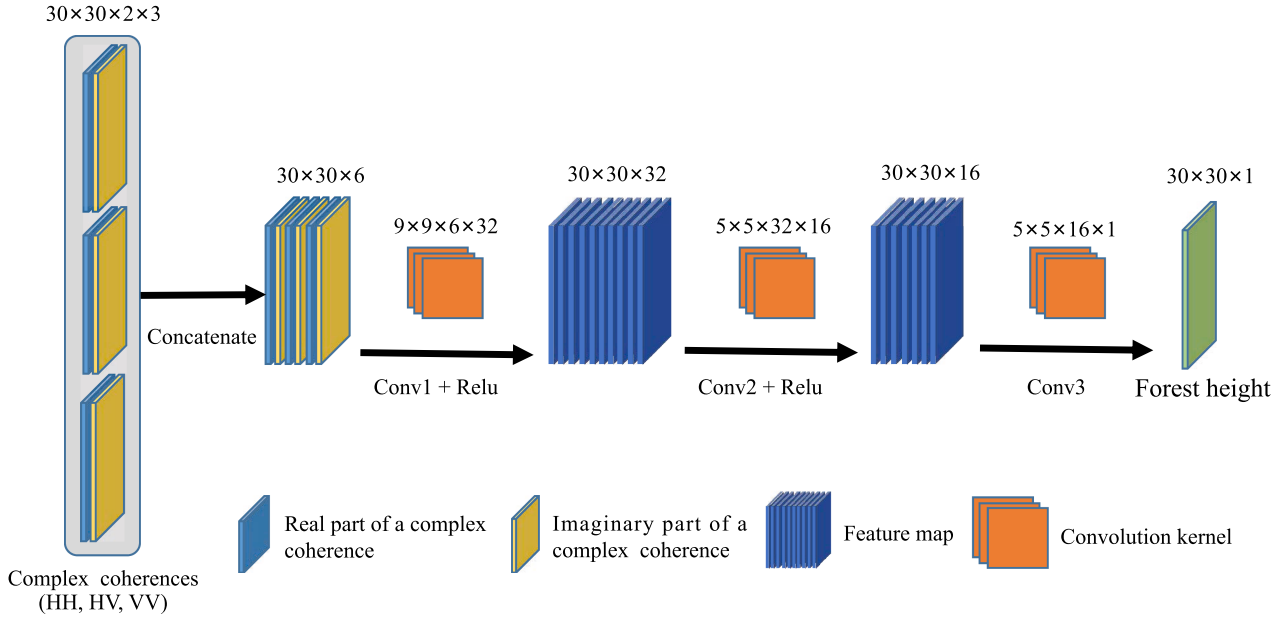 30×30×2×3
30×30×6
9×9×6×32
30×30×32
5×5×32×16
30×30×16
5×5×16×1
30×30×1
Concatenate
Conv1 + Relu
Conv2 + Relu
Conv3
Forest height
Complex coherences
(HH, HV, VV)
Real part of a complex
coherence
Imaginary part of a
complex coherence
Feature map
Convolution kernel